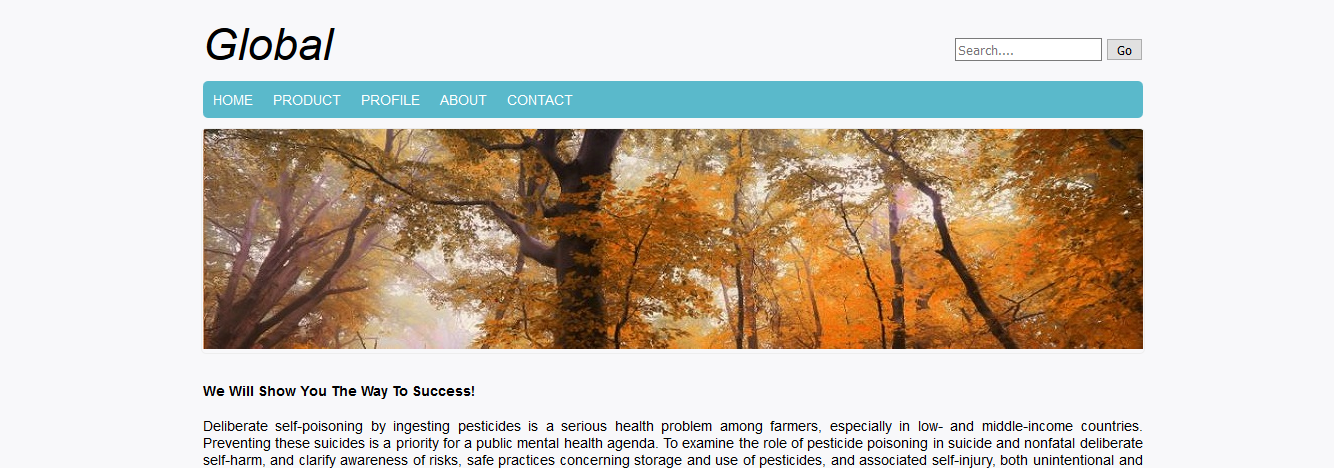 Global
Search....
Go
HOME PRODUCT PROFILE ABOUT CONTACT
We Will Show You The Way To Success!
Deliberate self-poisoning by ingesting pesticides is a serious health problem among farmers, especially in low- and middle-income countries.
Preventing these suicides is a priority for a public mental health agenda. To examine the role of pesticide poisoning in suicide and nonfatal deliberate
self-harm, and clarify awareness of risks, safe practices concerning storage and use of pesticides, and associated self-injury, both unintentional and